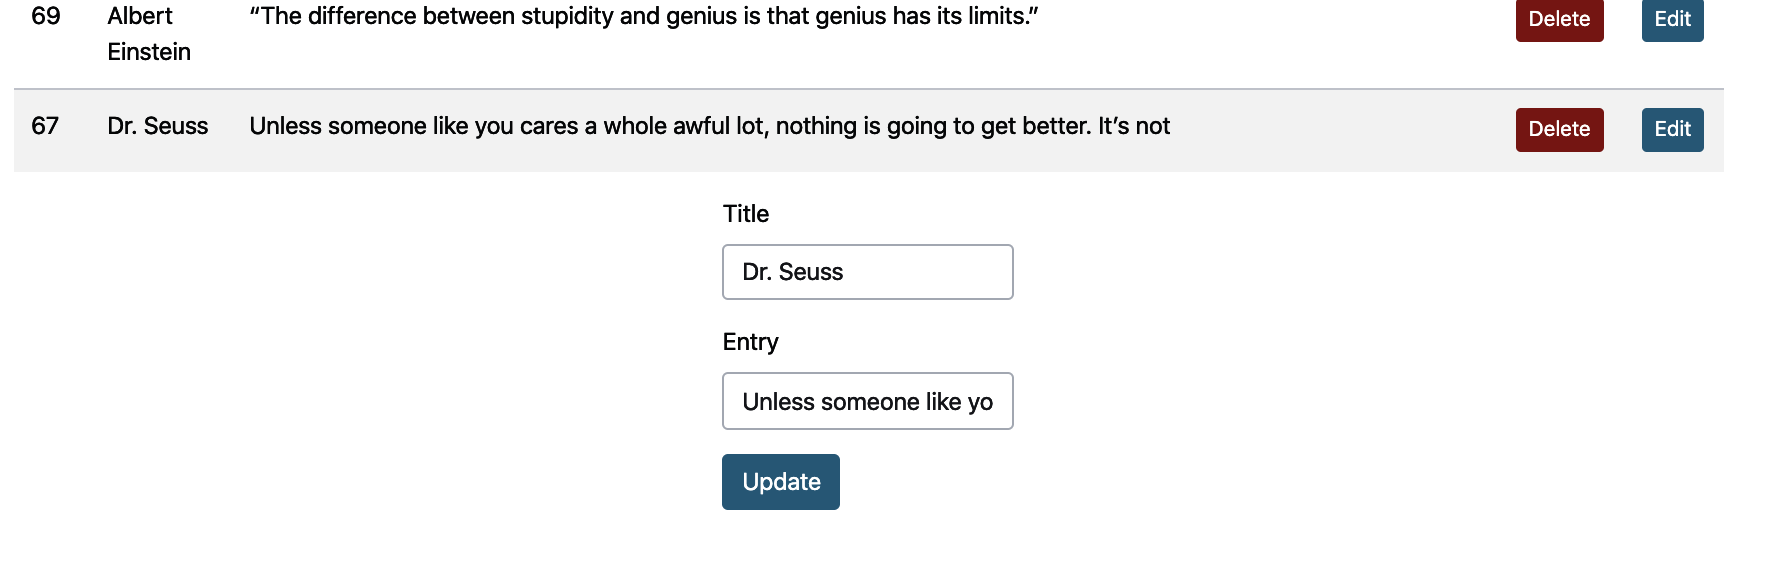 69 Albert “The difference between stupidity and genius is that genius has its limits.” Delete Edit
Einstein
67 Dr. Seuss Unless someone like you cares a whole awful lot, nothing is going to get better. It’s not Delete Edit
Title
Dr. Seuss
Entry
Unless someone like yo
Update